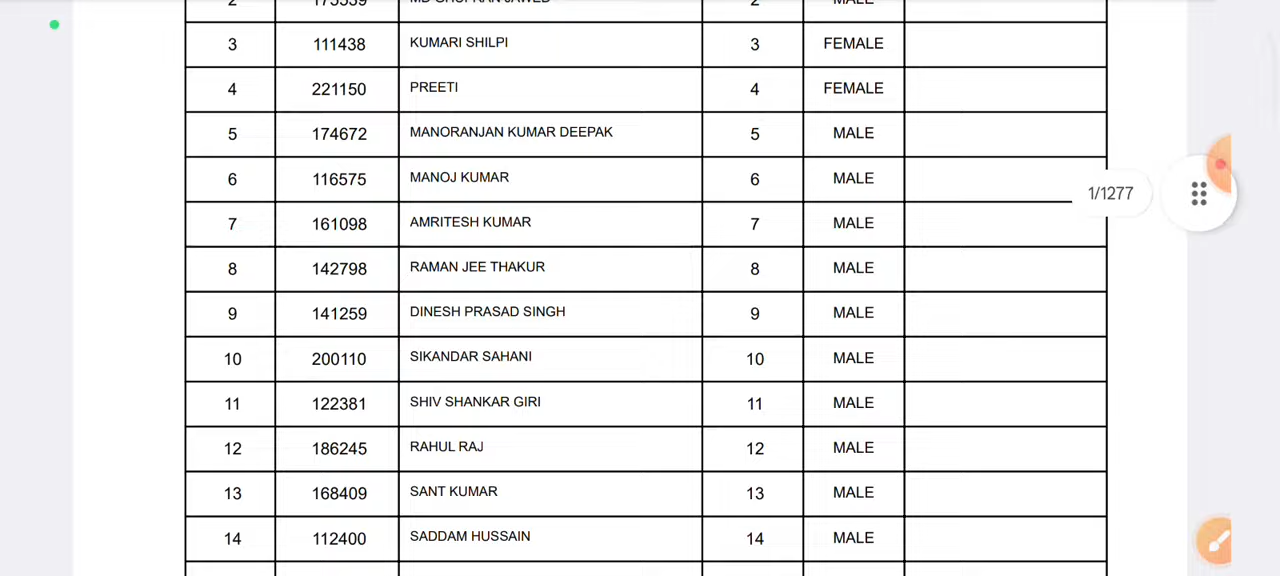 3 111438 KUMARI SHILPI 3 FEMALE
4 221150 PREETI 4 FEMALE
5 174672 MANORANJAN KUMAR DEEPAK 5 MALE
6 116575 MANOJ KUMAR 6 MALE
1/1277
7 161098 AMRITESH KUMAR 7 MALE
8 142798 RAMAN JEE THAKUR 8 MALE
9 141259 DINESH PRASAD SINGH 9 MALE
10 200110 SIKANDAR SAHANI 10 MALE
11 122381 SHIV SHANKAR GIRI 11 MALE
12 186245 RAHUL RAJ 12 MALE
13 168409 SANT KUMAR 13 MALE
14 112400 SADDAM HUSSAIN 14 MALE